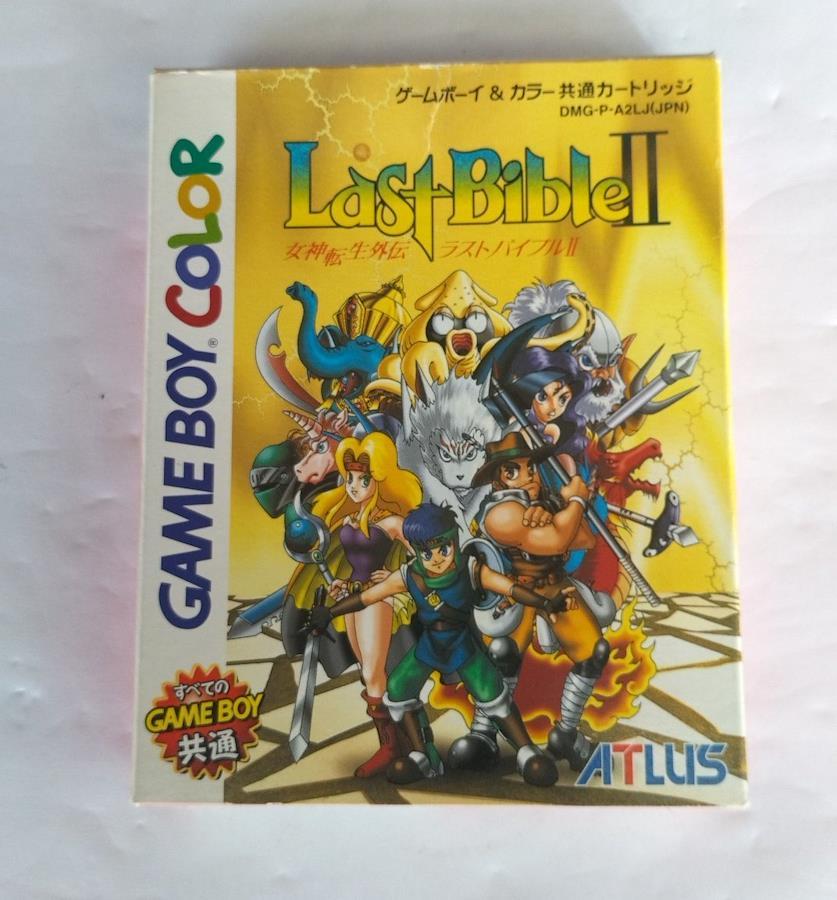 ゲームボーイ & カラー 共通カートリッジ
DMG-P-A2LJ(JPN)
Last Bible II
女神転生外伝 ラストバイブルII
GAME BOY® COLOR
すべての
GAME BOY
共通
ATLUS